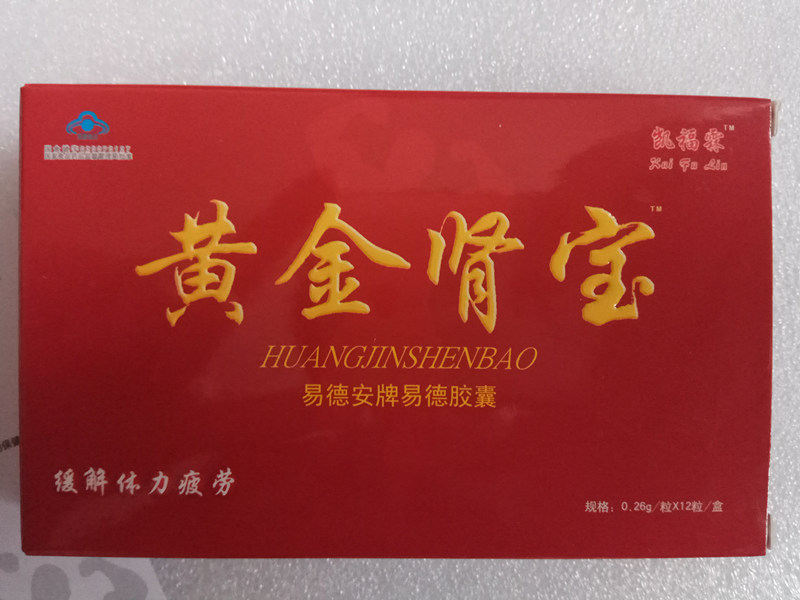 凯福霖™
Kai Fu Lin
黄金肾宝™
HUANGJINSHENBAO
易德安牌易德胶囊
缓解体力疲劳
规格：0.26g/粒X12粒/盒